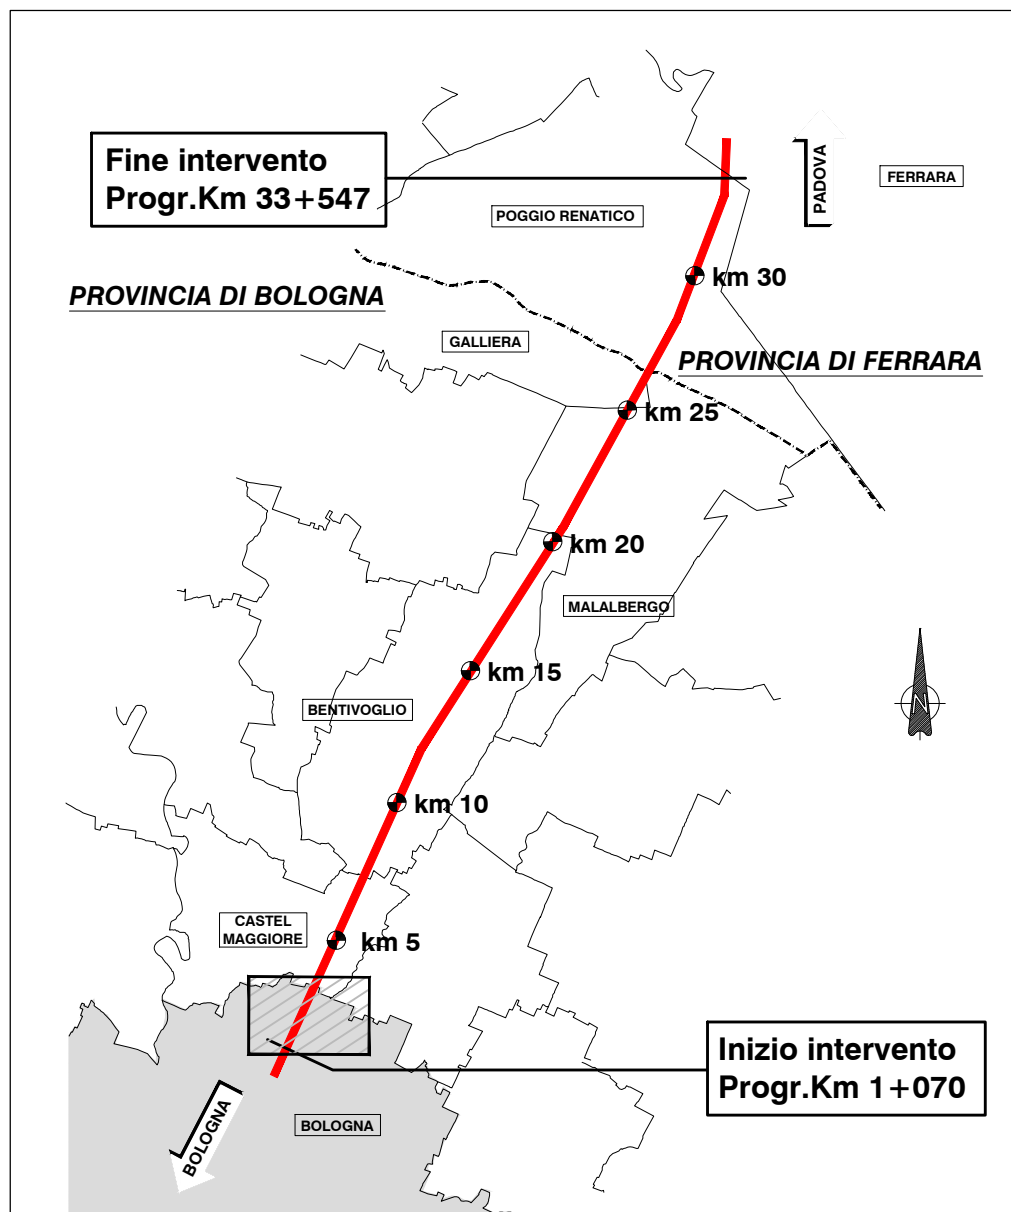 Fine intervento
Progr.Km 33+547
PADOVA
FERRARA
POGGIO RENATICO
km 30
PROVINCIA DI BOLOGNA
GALLIERA
PROVINCIA DI FERRARA
km 25
km 20
MALALBERGO
km 15
N
BENTIVOGLIO
km 10
CASTEL
MAGGIORE
km 5
Inizio intervento
Progr.Km 1+070
BOLOGNA
BOLOGNA